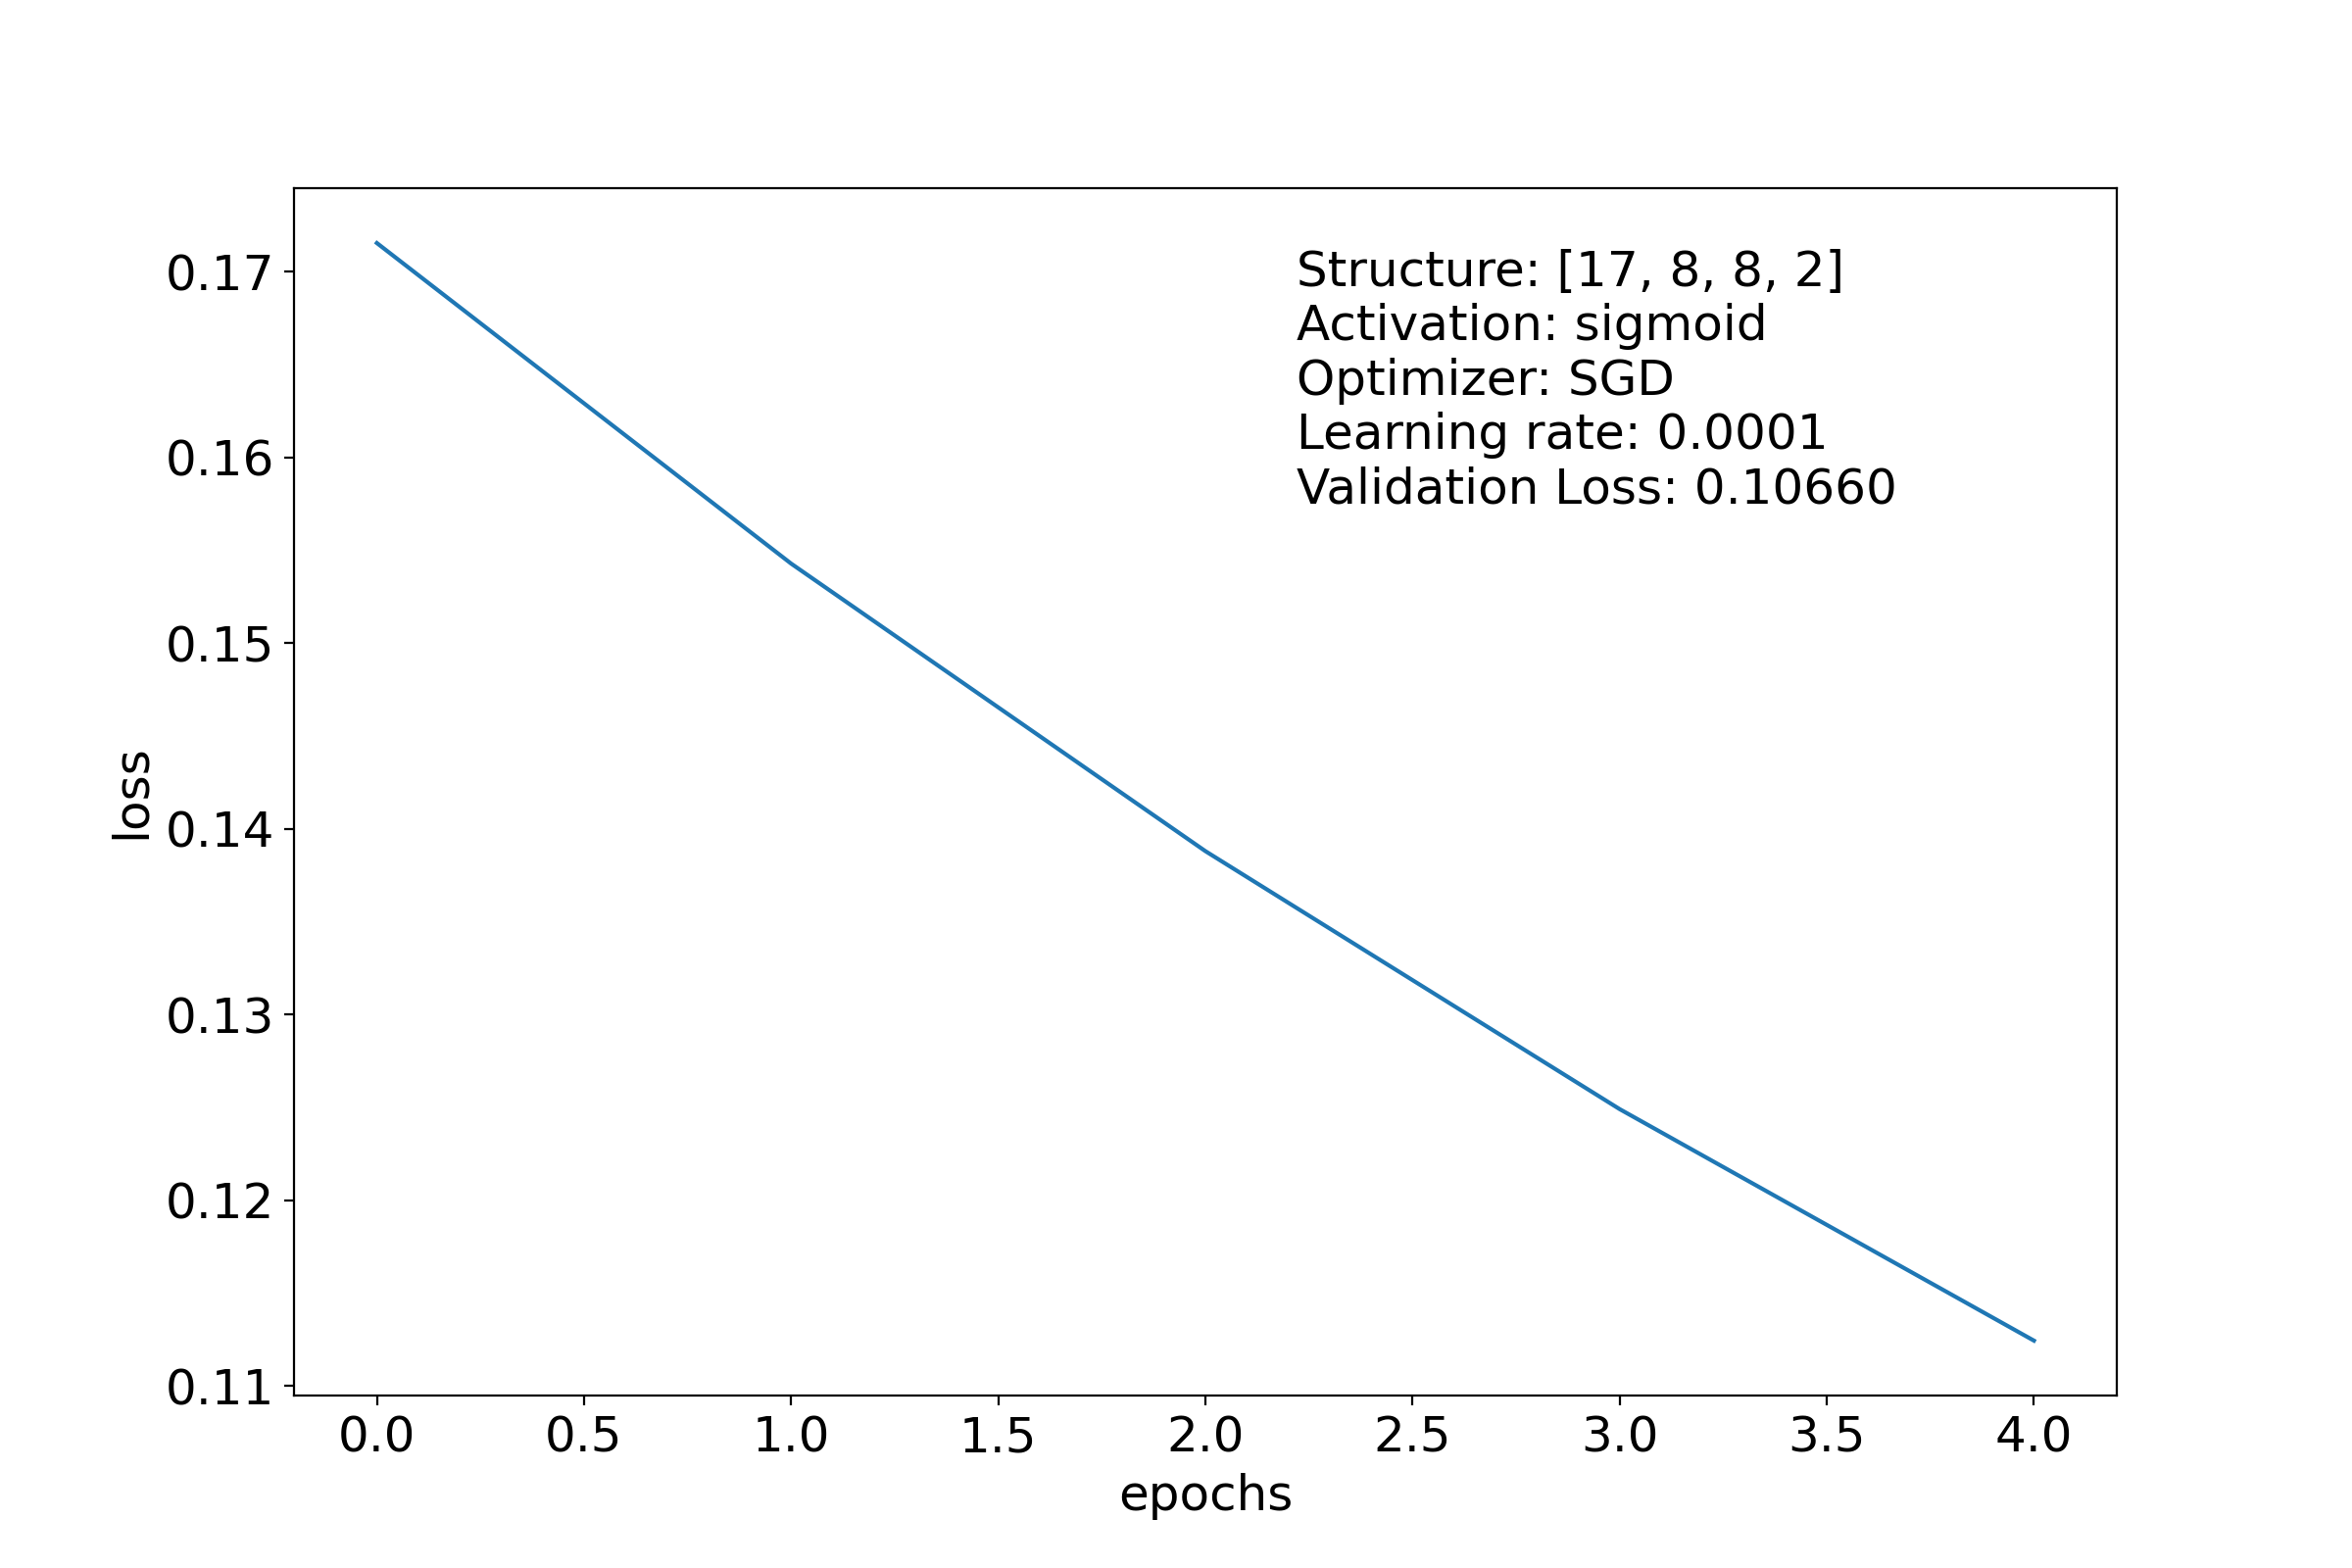 Structure: [17, 8, 8, 2]
Activation: sigmoid
Optimizer: SGD
Learning rate: 0.0001
Validation Loss: 0.10660
0.17
0.16
0.15
0.14
0.13
0.12
0.11
loss
0.0 0.5 1.0 1.5 2.0 2.5 3.0 3.5 4.0
epochs